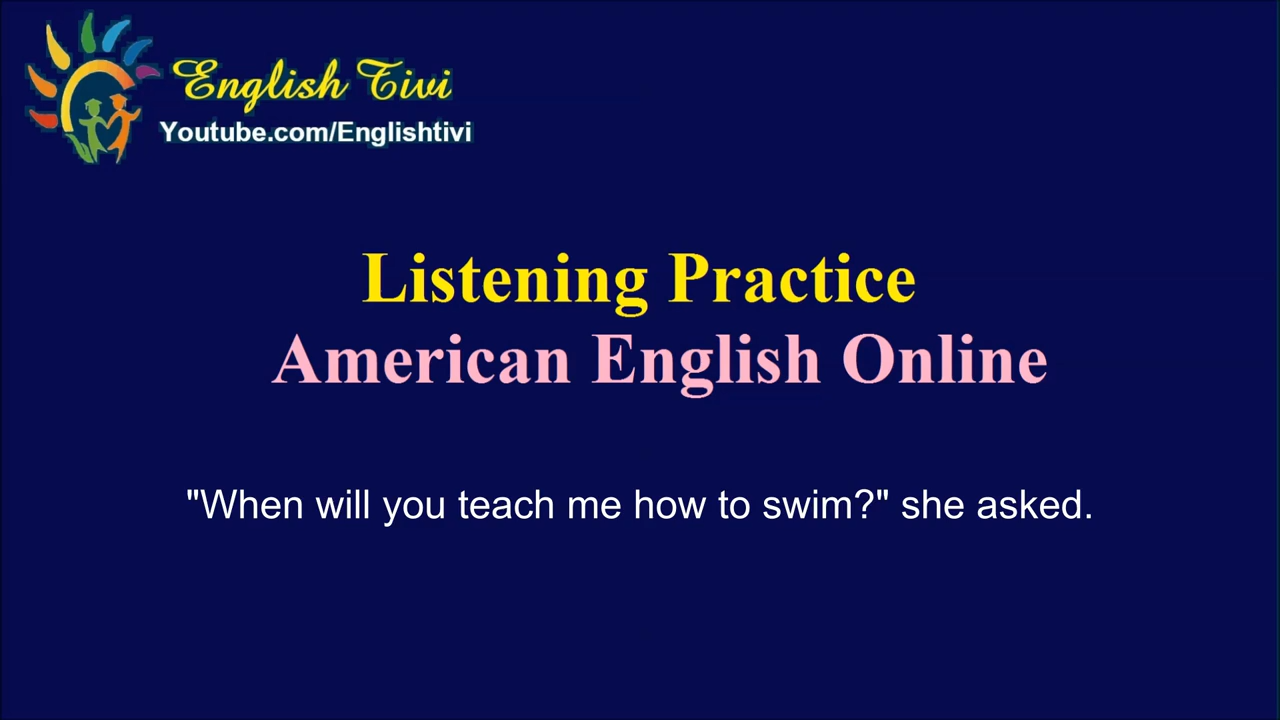 English Tivi
Youtube.com/Englishtivi
Listening Practice
American English Online
"When will you teach me how to swim?" she asked.